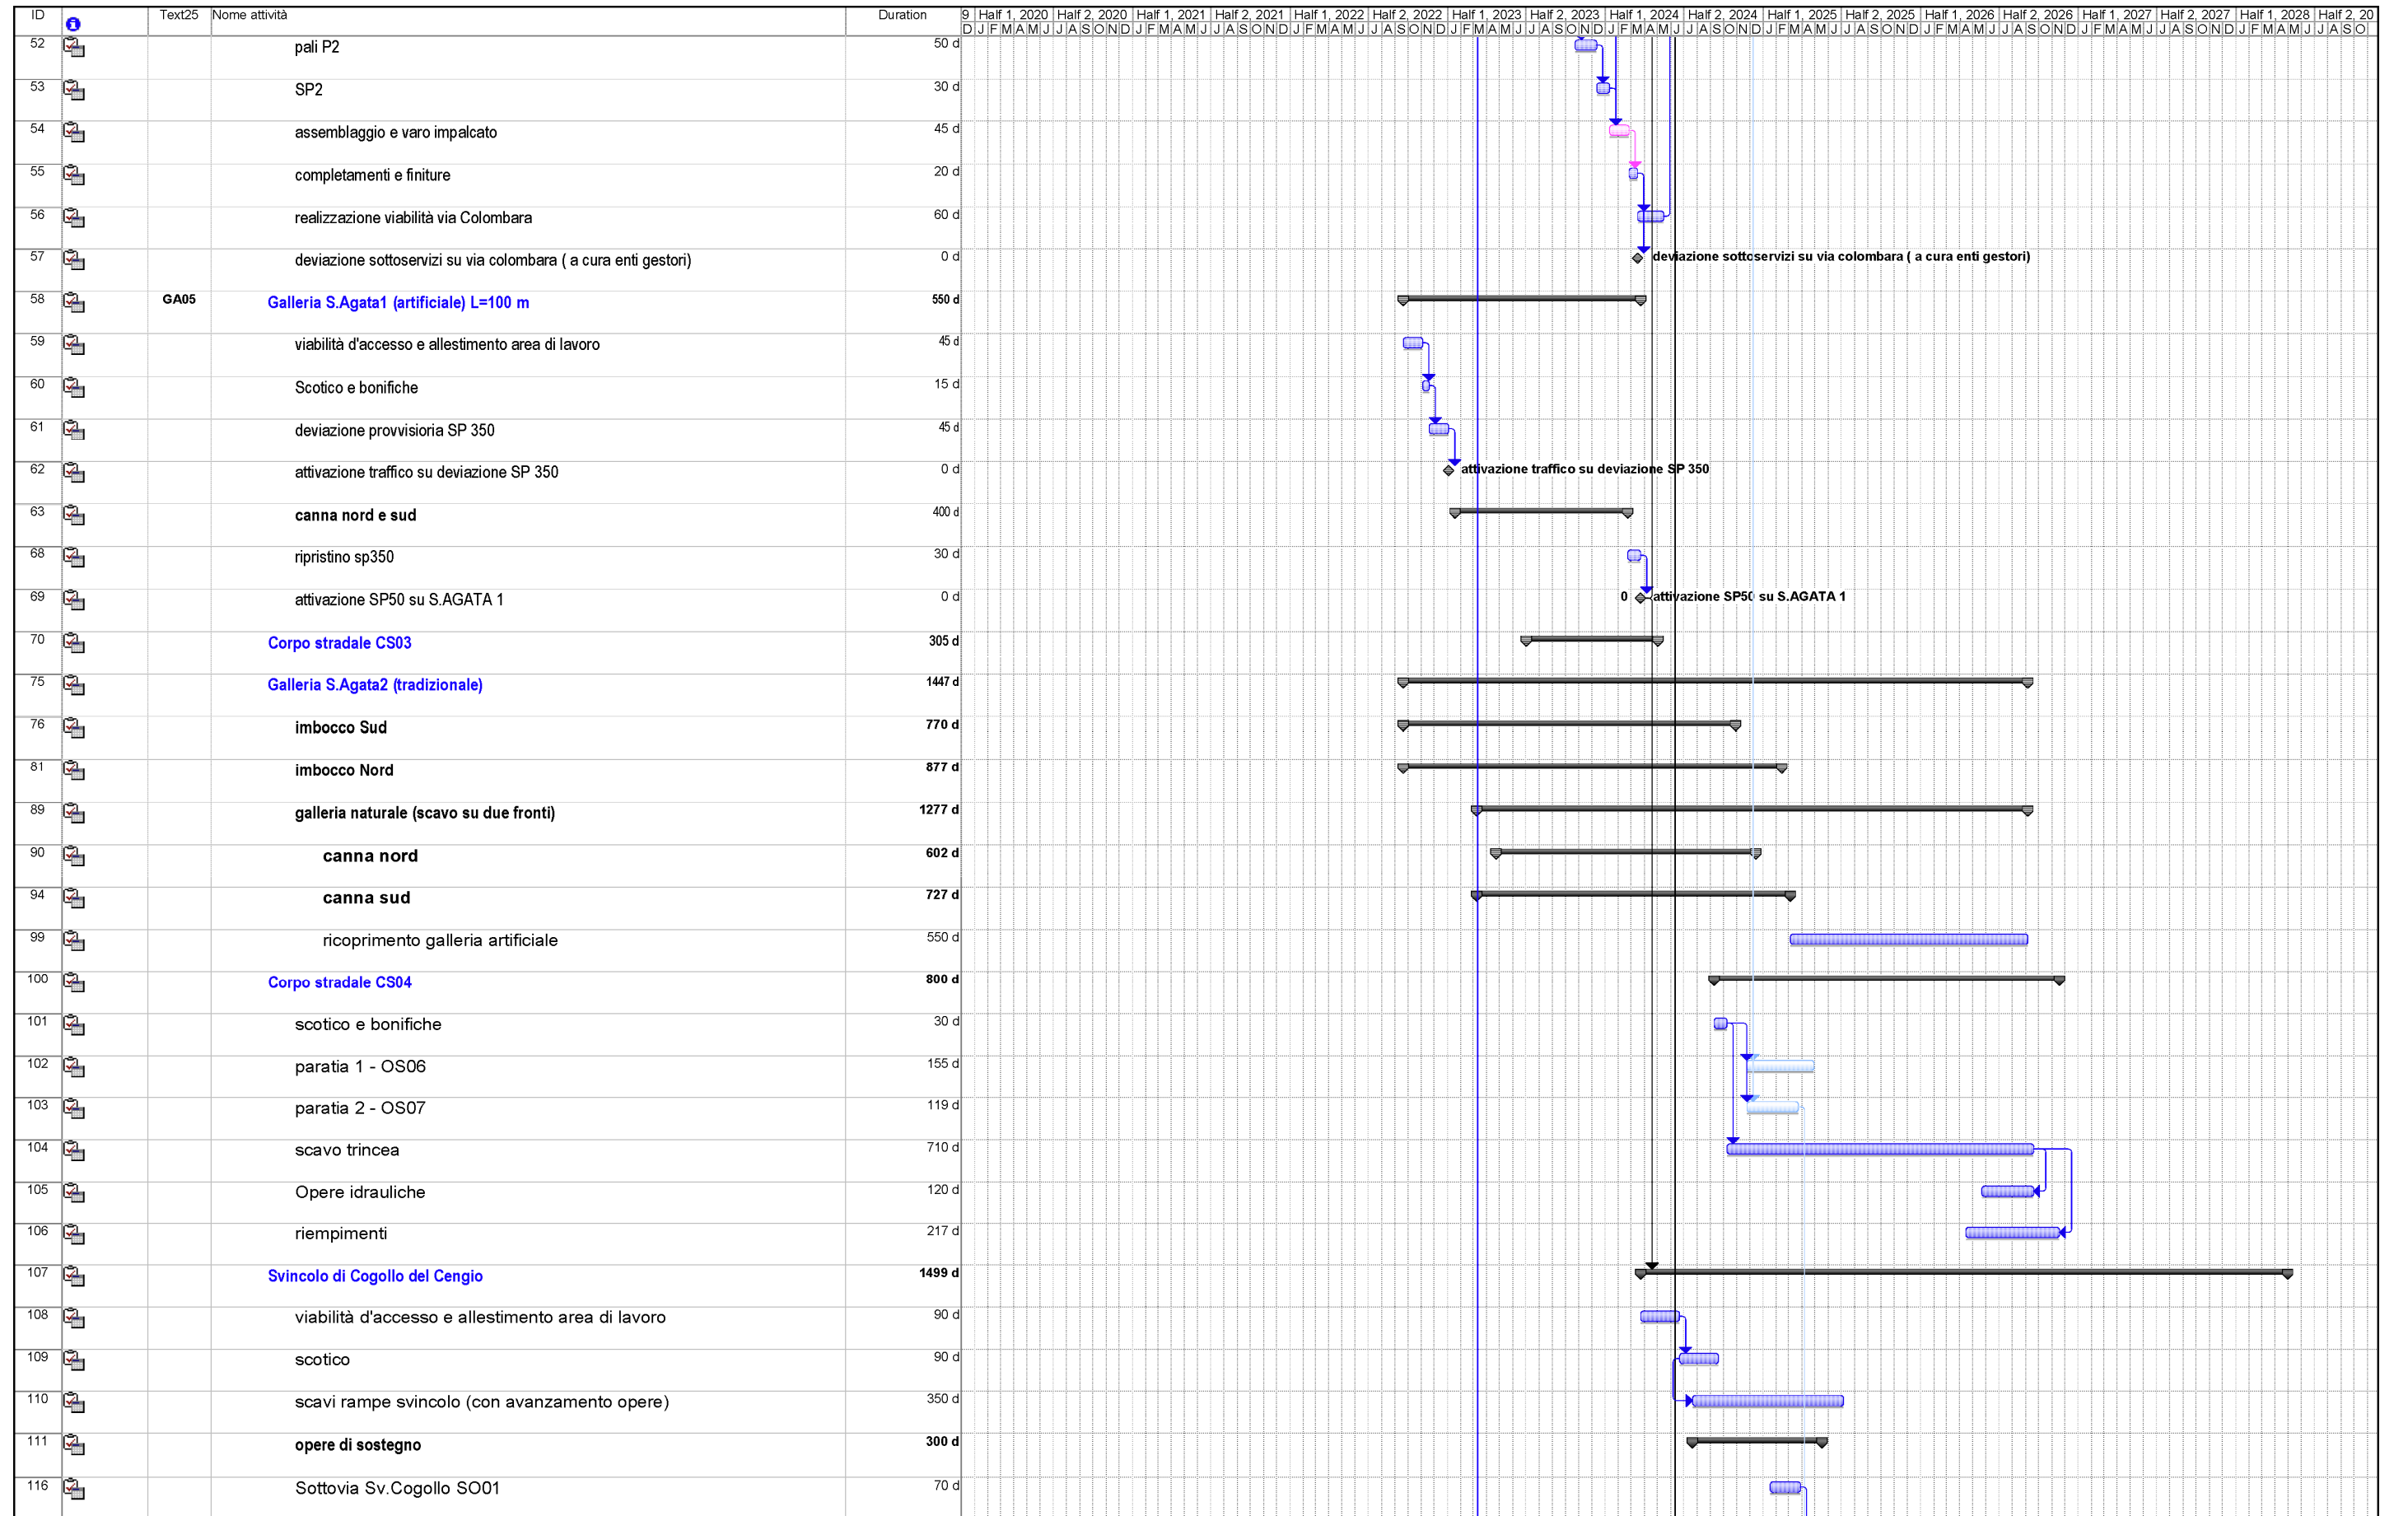 ID Text25 Nome attività Duration 9 Half 1, 2020 Half 2, 2020 Half 1, 2021 Half 2, 2021 Half 1, 2022 Half 2, 2022 Half 1, 2023 Half 2, 2023 Half 1, 2024 Half 2, 2024 Half 1, 2025 Half 2, 2025 Half 1, 2026 Half 2, 2026 Half 1, 2027 Half 2, 2027 Half 1, 2028 Half 2, 20
D J F M A M J J A S O N D J F M A M J J A S O N D J F M A M J J A S O N D J F M A M J J A S O N D J F M A M J J A S O N D J F M A M J J A S O N D J F M A M J J A S O N D J F M A M J J A S O N D J F M A M J J A S O
52 pali P2 50 d
53 SP2 30 d
54 assemblaggio e varo impalcato 45 d
55 completamenti e finiture 20 d
56 realizzazione viabilità via Colombara 60 d
57 deviazione sottoservizi su via colombara ( a cura enti gestori) 0 d deviazione sottoservizi su via colombara ( a cura enti gestori)
58 GA05 Galleria S.Agata1 (artificiale) L=100 m 550 d
59 viabilità d'accesso e allestimento area di lavoro 45 d
60 Scotico e bonifiche 15 d
61 deviazione provvisioria SP 350 45 d
62 attivazione traffico su deviazione SP 350 0 d attivazione traffico su deviazione SP 350
63 canna nord e sud 400 d
68 ripristino sp350 30 d
69 attivazione SP50 su S.AGATA 1 0 d 0 attivazione SP50 su S.AGATA 1
70 Corpo stradale CS03 305 d
75 Galleria S.Agata2 (tradizionale) 1447 d
76 imbocco Sud 770 d
81 imbocco Nord 877 d
89 galleria naturale (scavo su due fronti) 1277 d
90 canna nord 602 d
94 canna sud 727 d
99 ricoprimento galleria artificiale 550 d
100 Corpo stradale CS04 800 d
101 scotico e bonifiche 30 d
102 paratia 1 - OS06 155 d
103 paratia 2 - OS07 119 d
104 scavo trincea 710 d
105 Opere idrauliche 120 d
106 riempimenti 217 d
107 Svincolo di Cogollo del Cengio 1499 d
108 viabilità d'accesso e allestimento area di lavoro 90 d
109 scotico 90 d
110 scavi rampe svincolo (con avanzamento opere) 350 d
111 opere di sostegno 300 d
116 Sottovia Sv.Cogollo SO01 70 d